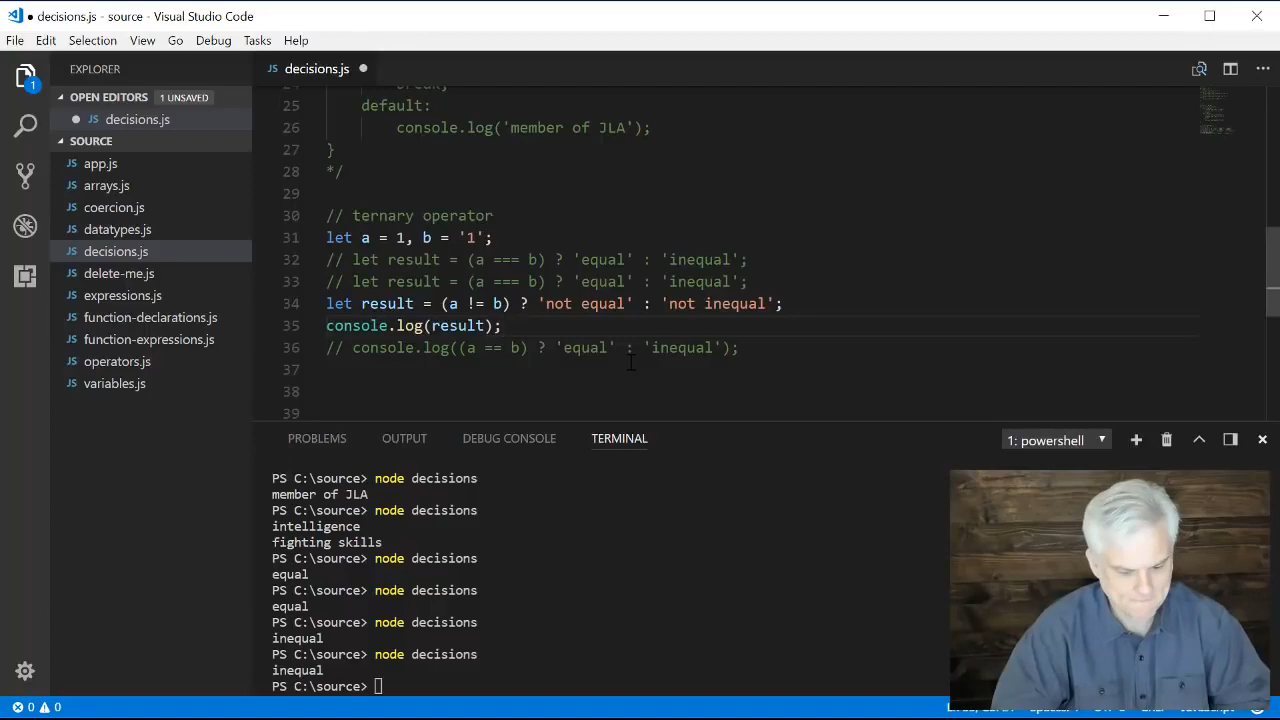 decisions.js - source - Visual Studio Code
File Edit Selection View Go Debug Tasks Help
EXPLORER
OPEN EDITORS 1 UNSAVED
decisions.js
SOURCE
app.js
arrays.js
coercion.js
datatypes.js
decisions.js
delete-me.js
expressions.js
function-declarations.js
function-expressions.js
operators.js
variables.js
1
JS decisions.js
25 default:
26 console.log('member of JLA');
27 }
28 */
29
30 // ternary operator
31 let a = 1, b = '1';
32 // let result = (a === b) ? 'equal' : 'inequal';
33 // let result = (a === b) ? 'equal' : 'inequal';
34 let result = (a != b) ? 'not equal' : 'not inequal';
35 console.log(result);
36 // console.log((a == b) ? 'equal' : 'inequal');
37
38
39
PROBLEMS OUTPUT DEBUG CONSOLE TERMINAL 1: powershell
PS C:\source> node decisions
member of JLA
PS C:\source> node decisions
intelligence
fighting skills
PS C:\source> node decisions
equal
PS C:\source> node decisions
equal
PS C:\source> node decisions
inequal
PS C:\source> node decisions
inequal
PS C:\source>
0 0